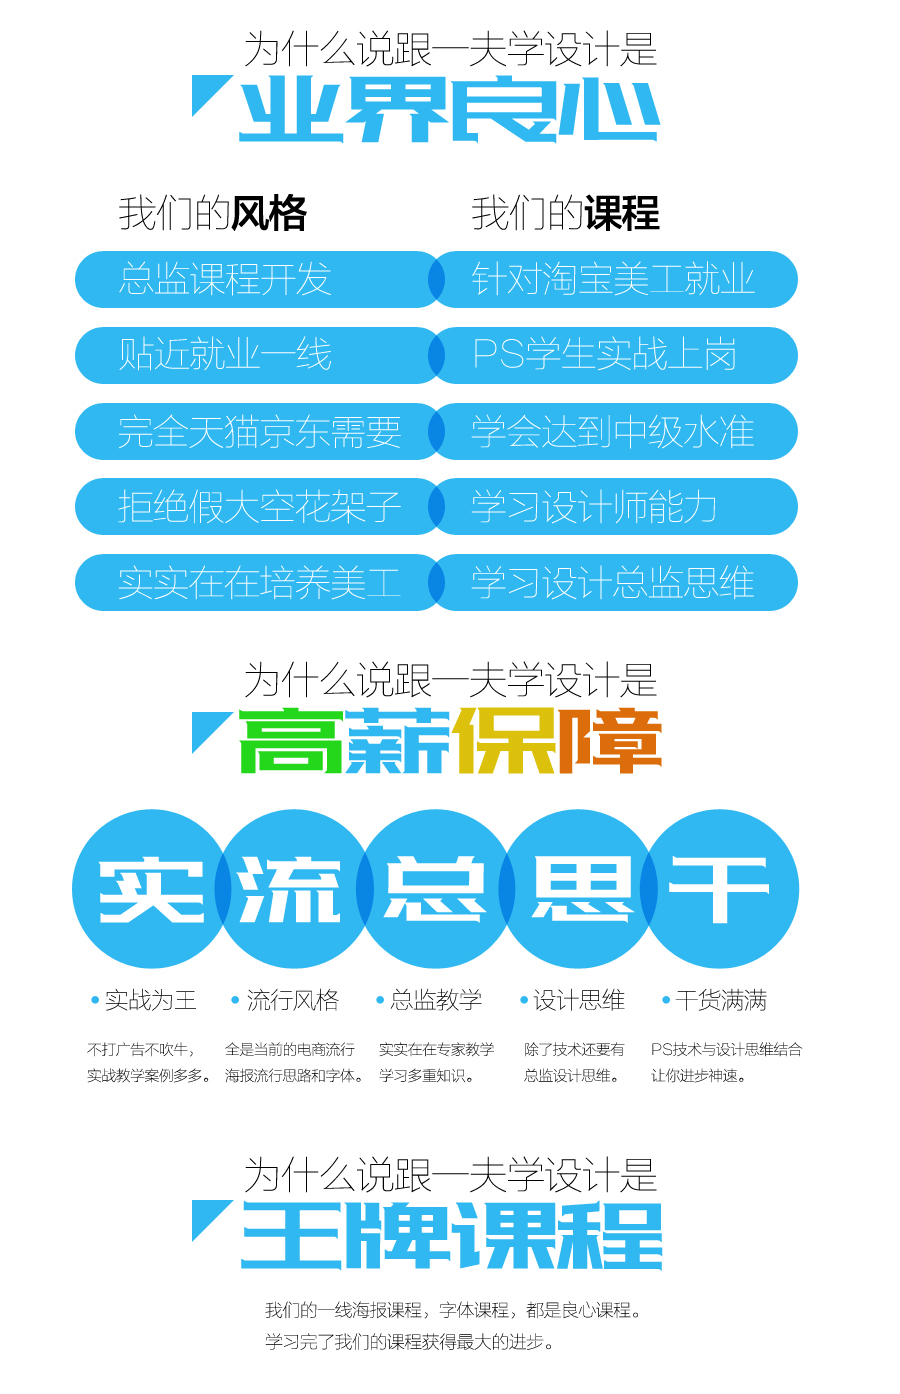 为什么说跟一夫学设计是
业界良心
我们的风格
我们的课程
总监课程开发
针对淘宝美工就业
贴近就业一线
PS学生实战上岗
完全天猫京东需要
学会达到中级水准
拒绝假大空花架子
学习设计师能力
实实在在培养美工
学习设计总监思维
为什么说跟一夫学设计是
高薪保障
实 流 总 思 干
•实战为王
•流行风格
•总监教学
•设计思维
•干货满满
不打广告不吹牛，
实战教学案例多多。
全是当前的电商流行
海报流行思路和字体。
实实在在专家教学
学习多重知识。
除了技术还要有
总监设计思维。
PS技术与设计思维结合
让你进步神速。
为什么说跟一夫学设计是
王牌课程
我们的一线海报课程，字体课程，都是良心课程。
学习完了我们的课程获得最大的进步。